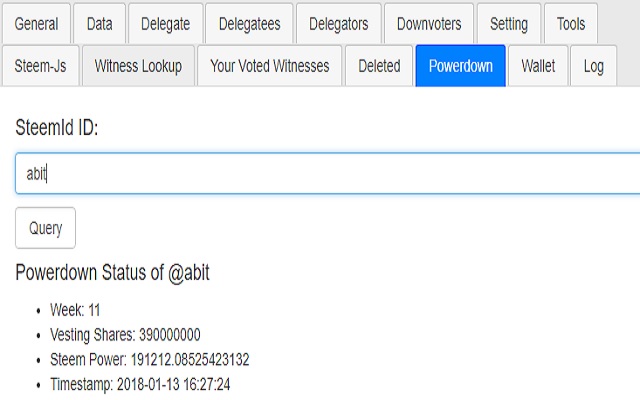 General Data Delegate Delegatees Delegators Downvoters Setting Tools
Steem-Js Witness Lookup Your Voted Witnesses Deleted Powerdown Wallet Log
SteemId ID:
abit
Query
Powerdown Status of @abit
• Week: 11
• Vesting Shares: 390000000
• Steem Power: 191212.08525423132
• Timestamp: 2018-01-13 16:27:24